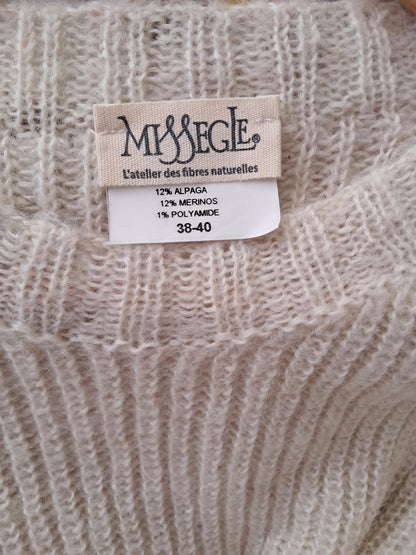 MISSEGLE®
L'atelier des fibres naturelles
12% ALPAGA
12% MERINOS
1% POLYAMIDE
38-40